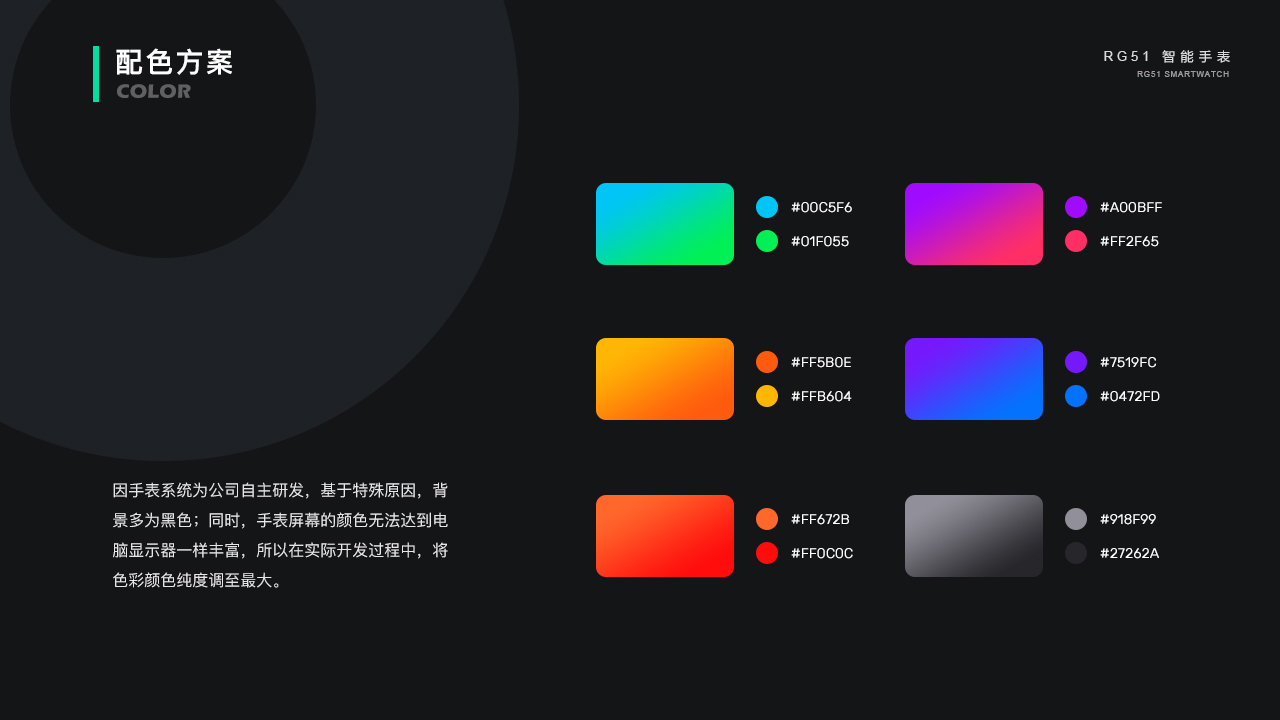 配色方案
COLOR
RG51 智能手表
RG51 SMARTWATCH
#00C5F6
#01F055
#A00BFF
#FF2F65
#FF5B0E
#FFB604
#7519FC
#0472FD
#FF672B
#FF0C0C
#918F99
#27262A
因手表系统为公司自主研发，基于特殊原因，背
景多为黑色；同时，手表屏幕的颜色无法达到电
脑显示器一样丰富，所以在实际开发过程中，将
色彩颜色纯度调至最大。